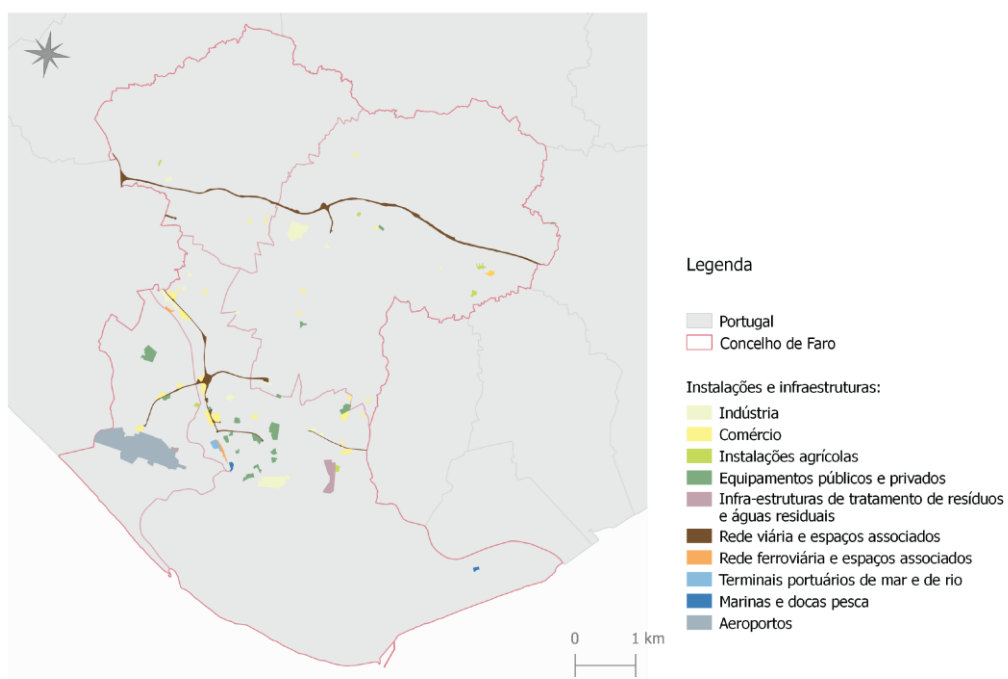 Legenda
Portugal
Concelho de Faro
Instalações e infraestruturas:
Indústria
Comércio
Instalações agrícolas
Equipamentos públicos e privados
Infra-estruturas de tratamento de resíduos
e águas residuais
Rede viária e espaços associados
Rede ferroviária e espaços associados
Terminais portuários de mar e de rio
Marinas e docas pesca
Aeroportos
0 1 km